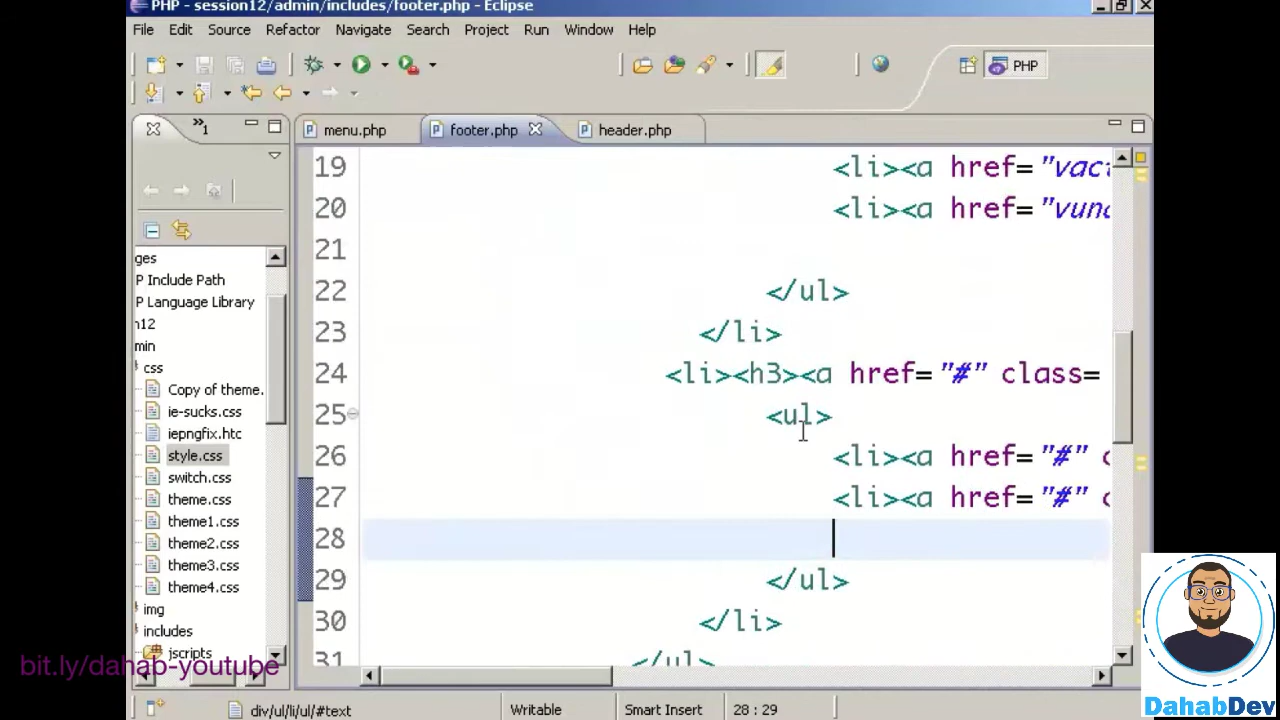 PHP - session12/admin/includes/footer.php - Eclipse
File Edit Source Refactor Navigate Search Project Run Window Help
PHP
»1
menu.php footer.php header.php
ges
P Include Path
P Language Library
n12
min
css
Copy of theme.
ie-sucks.css
iepngfix.htc
style.css
switch.css
theme.css
theme1.css
theme2.css
theme3.css
theme4.css
img
includes
jscripts
19 <li><a href="vact
20 <li><a href="vund
21
22 </ul>
23 </li>
24 <li><h3><a href="#" class=
25 <ul>
26 <li><a href="#" c
27 <li><a href="#" c
28
29 </ul>
30 </li>
31 </ul>
div/ul/li/ul/#text Writable Smart Insert 28 : 29
bit.ly/dahab-youtube
DahabDev